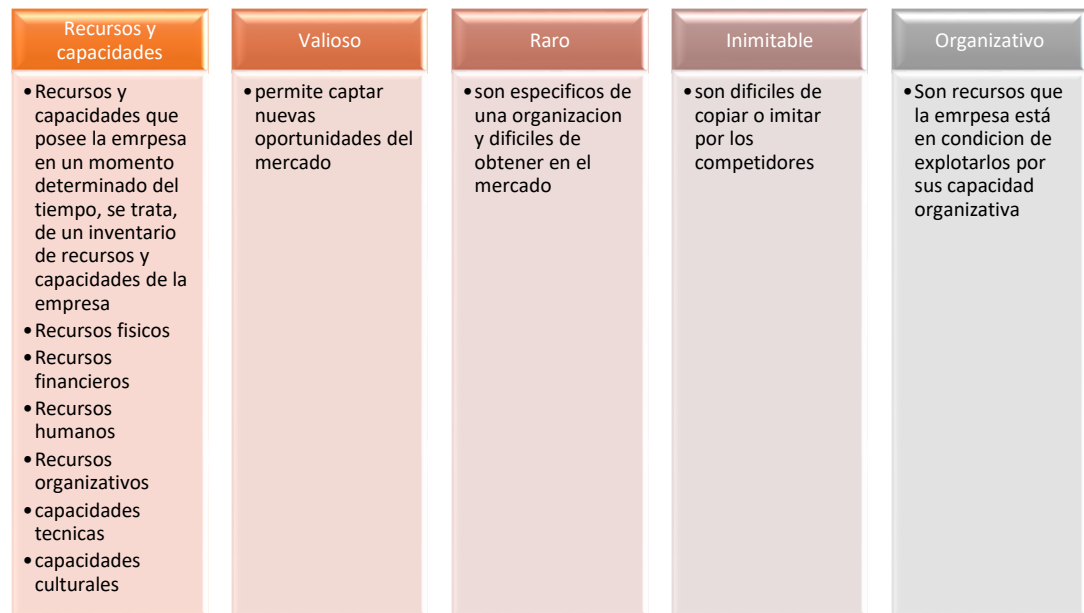 Recursos y
capacidades
•Recursos y
capacidades que
posee la emrpesa
en un momento
determinado del
tiempo, se trata,
de un inventario
de recursos y
capacidades de la
empresa
•Recursos fisicos
•Recursos
financieros
•Recursos
humanos
•Recursos
organizativos
•capacidades
tecnicas
•capacidades
culturales
Valioso
•permite captar
nuevas
oportunidades del
mercado
Raro
•son especificos de
una organizacion
y dificiles de
obtener en el
mercado
Inimitable
•son dificiles de
copiar o imitar
por los
competidores
Organizativo
•Son recursos que
la emrpesa está
en condicion de
explotarlos por
sus capacidad
organizativa